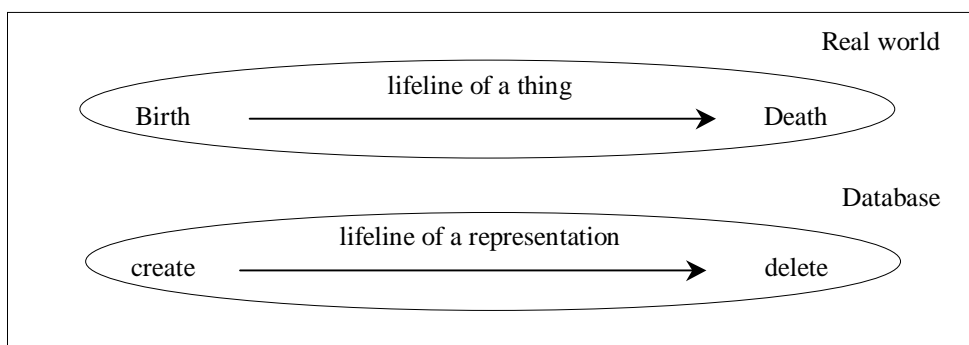 Real world
lifeline of a thing
Birth Death
Database
lifeline of a representation
create delete